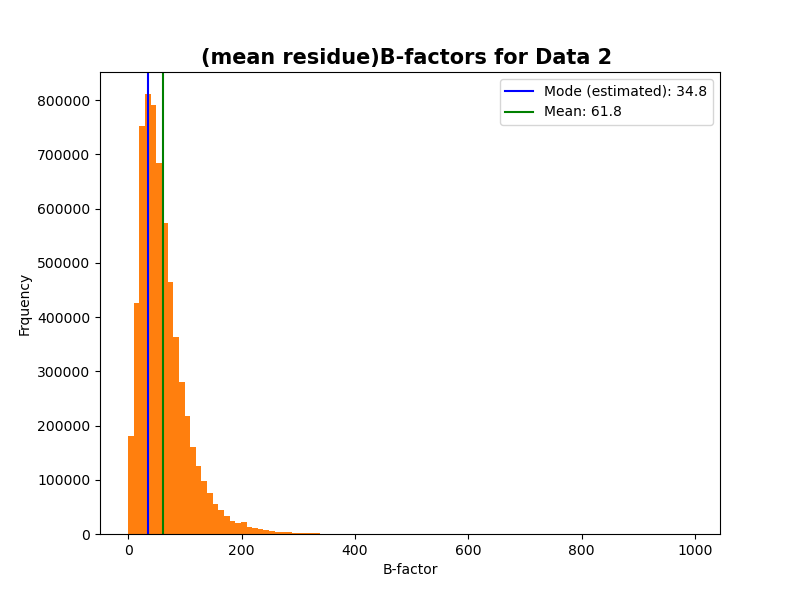 (mean residue)B-factors for Data 2
Mode (estimated): 34.8
Mean: 61.8
800000
700000
600000
500000
400000
300000
200000
100000
0
Frquency
0 200 400 600 800 1000
B-factor